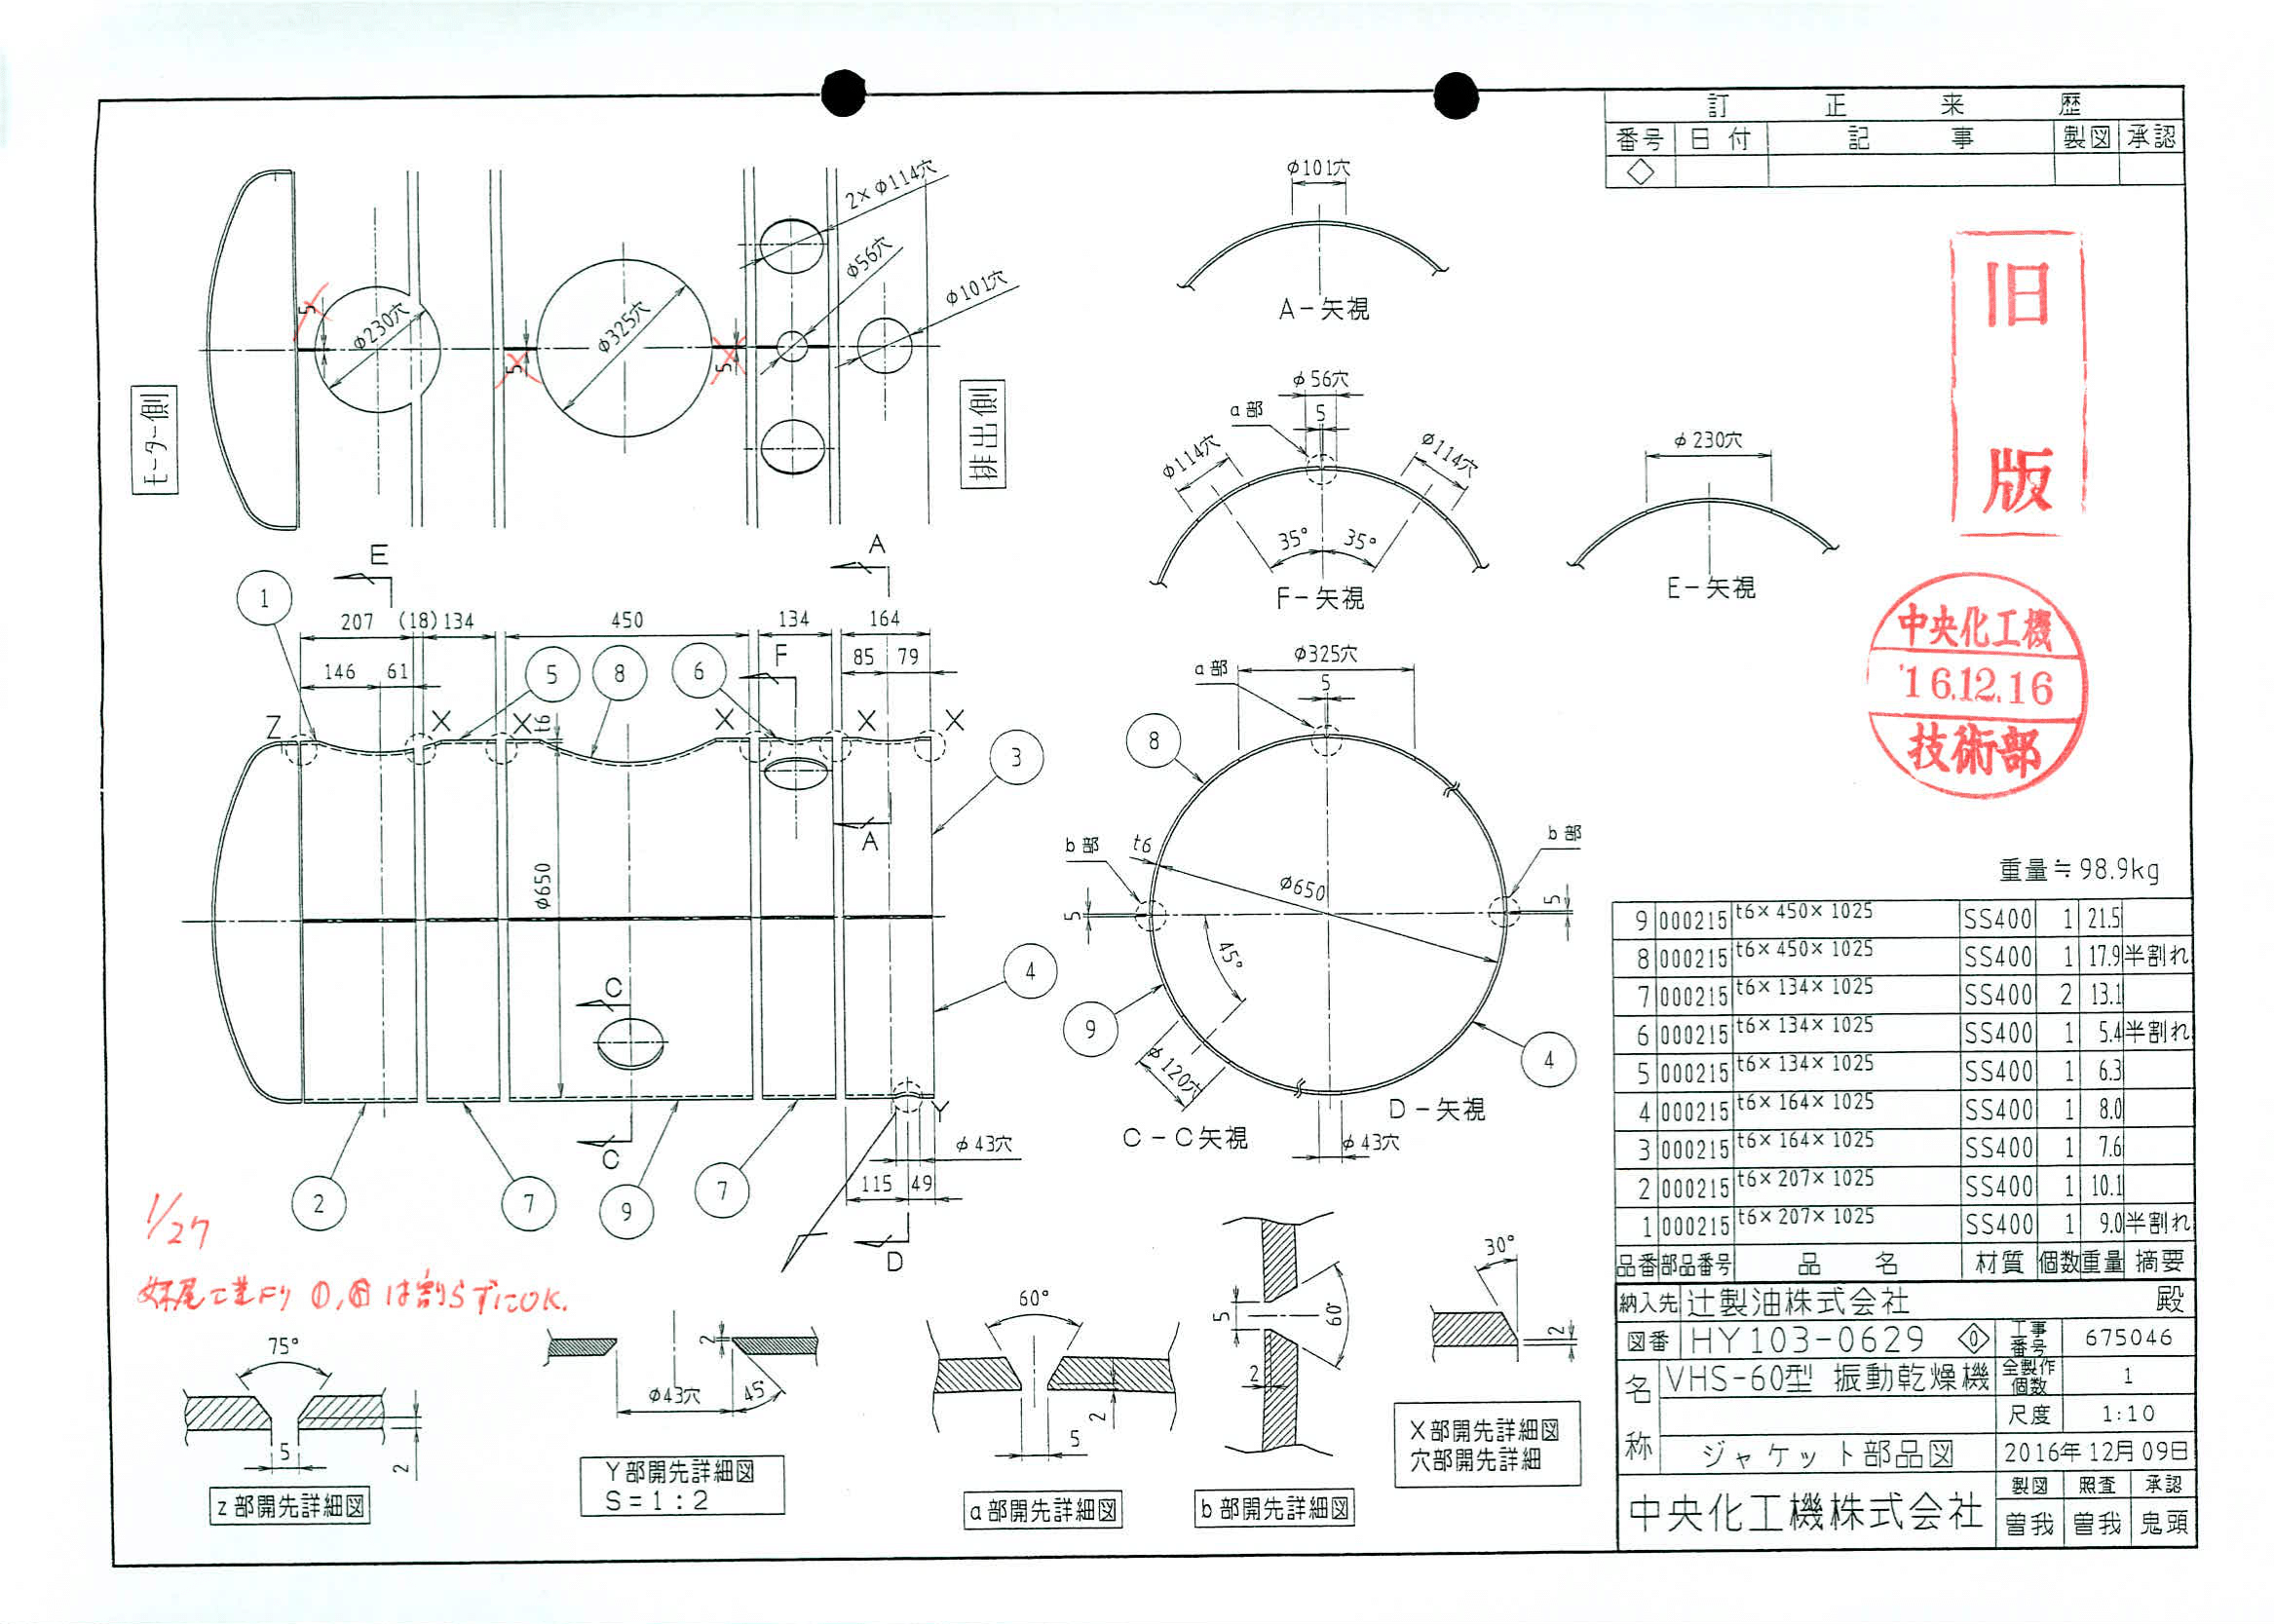 訂 正 来 歴
番号 日付 記 事 製図 承認
◇
旧版
中央化工機
'16.12.16
技術部
2×φ114穴
φ56穴
φ101穴
φ230穴
φ325穴
5
5
5
モーター側
排出側
φ101穴
A-矢視
φ56穴
a部
5
φ114穴
φ114穴
35°
35°
F-矢視
φ230穴
E-矢視
E
A
1
207
(18)
134
450
134
164
146
61
5
8
6
F
85
79
Z
X
X
t6
X
X
X
3
A
φ650
4
C
C
Y
φ43穴
115
49
D
2
7
9
7
φ325穴
a部
5
8
b部
t6
b部
φ650
5
5
45°
9
φ120穴
4
D-矢視
C-C矢視
φ43穴
1/27
は割らずにOK.
75°
5
2
z部開先詳細図
2
φ43穴
45°
Y部開先詳細図
S=1:2
60°
2
5
a部開先詳細図
5
60°
2
b部開先詳細図
30°
2
X部開先詳細図
穴部開先詳細
重量≒98.9kg
9 000215 t6×450×1025 SS400 1 21.5
8 000215 t6×450×1025 SS400 1 17.9 半割れ
7 000215 t6×134×1025 SS400 2 13.1
6 000215 t6×134×1025 SS400 1 5.4 半割れ
5 000215 t6×134×1025 SS400 1 6.3
4 000215 t6×164×1025 SS400 1 8.0
3 000215 t6×164×1025 SS400 1 7.6
2 000215 t6×207×1025 SS400 1 10.1
1 000215 t6×207×1025 SS400 1 9.0 半割れ
品番 部品番号 品 名 材質 個数 重量 摘要
納入先 辻製油株式会社 殿
図番 HY103-0629 0 工事番号 675046
名称 VHS-60型 振動乾燥機 全製作個数 1
尺度 1:10
ジャケット部品図 2016年12月09日
中央化工機株式会社 製図 照査 承認
曽我 曽我 鬼頭